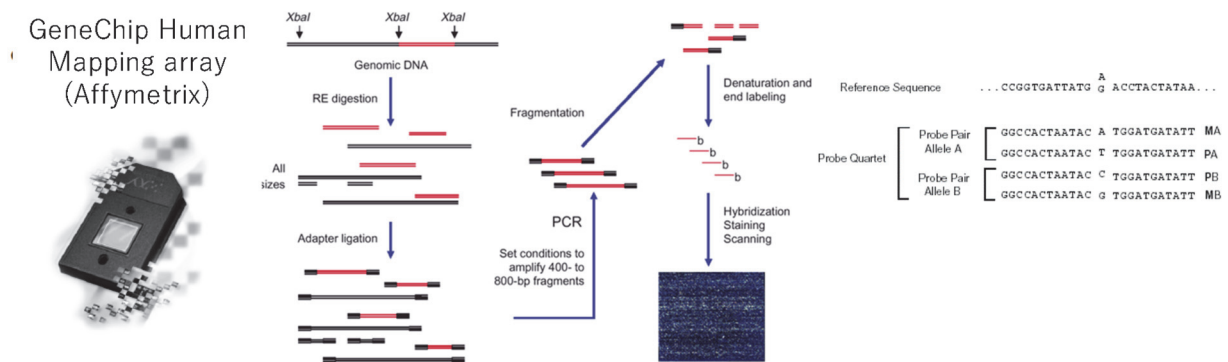 GeneChip Human
Mapping array
(Affymetrix)
XbaI XbaI XbaI
Genomic DNA
RE digestion
All
sizes
Adapter ligation
Fragmentation
PCR
Set conditions to
amplify 400- to
800-bp fragments
Denaturation and
end labeling
b
b
b
b
Hybridization
Staining
Scanning
A
Reference Sequence ...CCGGTGATTATG G ACCTACTATAA...
Probe Quartet
Probe Pair
Allele A
GGCCACTAATAC A TGGATGATATT MA
GGCCACTAATAC T TGGATGATATT PA
Probe Pair
Allele B
GGCCACTAATAC C TGGATGATATT PB
GGCCACTAATAC G TGGATGATATT MB